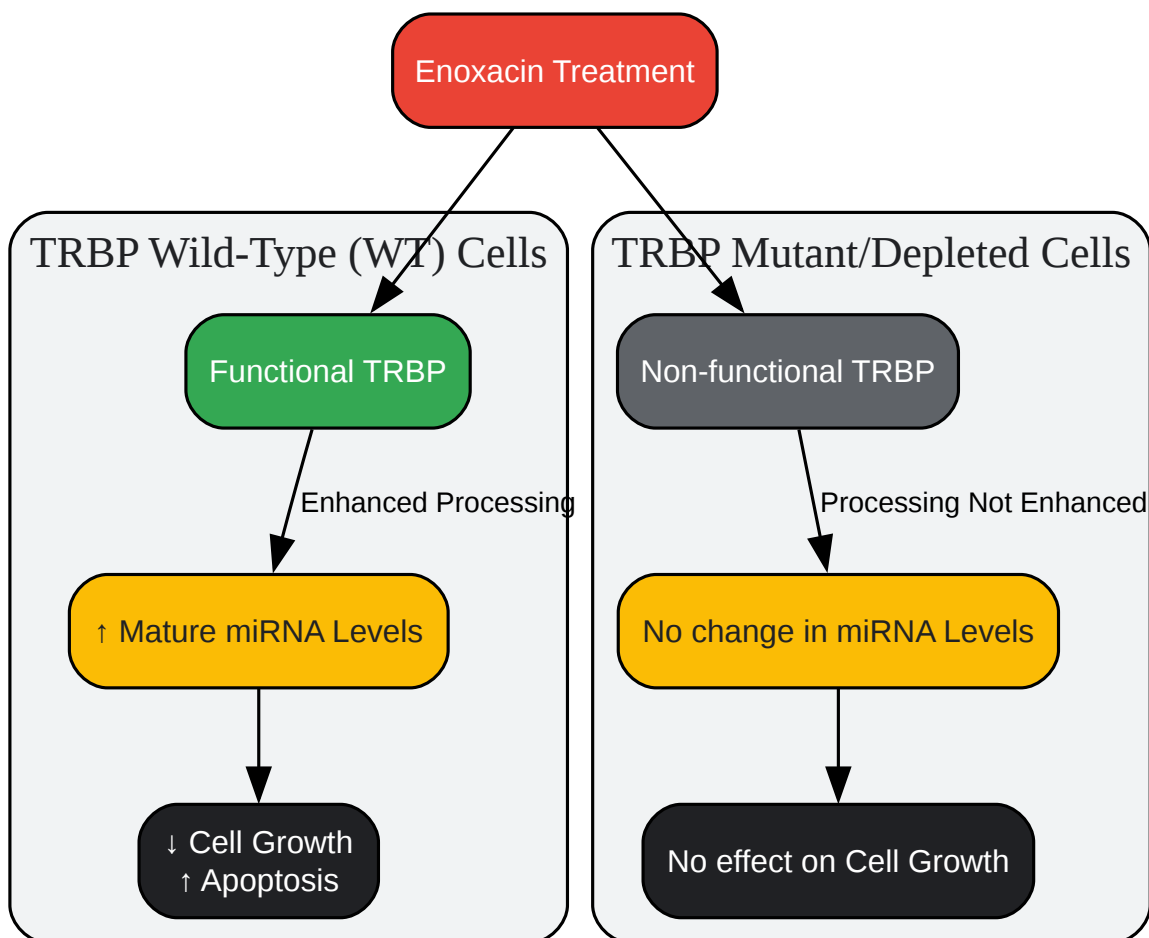 Enoxacin Treatment
TRBP Wild-Type (WT) Cells
Functional TRBP
Enhanced Processing
↑ Mature miRNA Levels
↓ Cell Growth
↑ Apoptosis
TRBP Mutant/Depleted Cells
Non-functional TRBP
Processing Not Enhanced
No change in miRNA Levels
No effect on Cell Growth